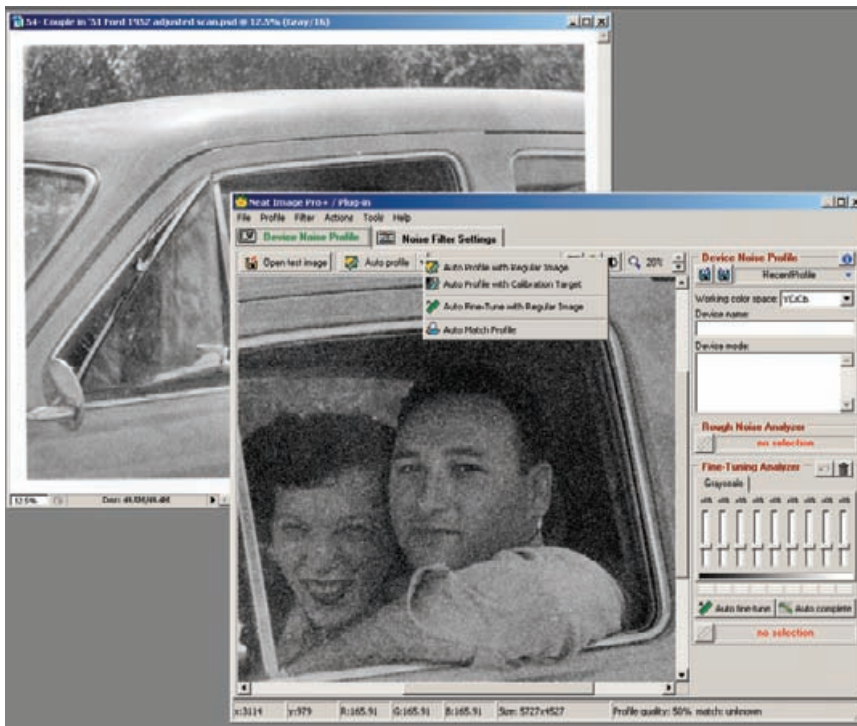 54- Couple in '51 Ford 1952 adjusted scan.psd @ 12.5% (Gray/16)
Neat Image Pro+ / Plug-in
File Profile Filter Actions Tools Help
Device Noise Profile Noise Filter Settings
Open test image Auto profile 20%
Auto Profile with Regular Image
Auto Profile with Calibration Target
Auto Fine-Tune with Regular Image
Auto Match Profile
Device Noise Profile
RecentProfile
Working color space:
Device name:
Device mode:
Rough Noise Analyzer
no selection
Fine-Tuning Analyzer
Grayscale
Auto fine-tune Auto complete
no selection
12.5%
x:3114 y:979 R:165.91 G:165.91 B:165.91 Size: 5727x4527 Profile quality: 50% match: unknown